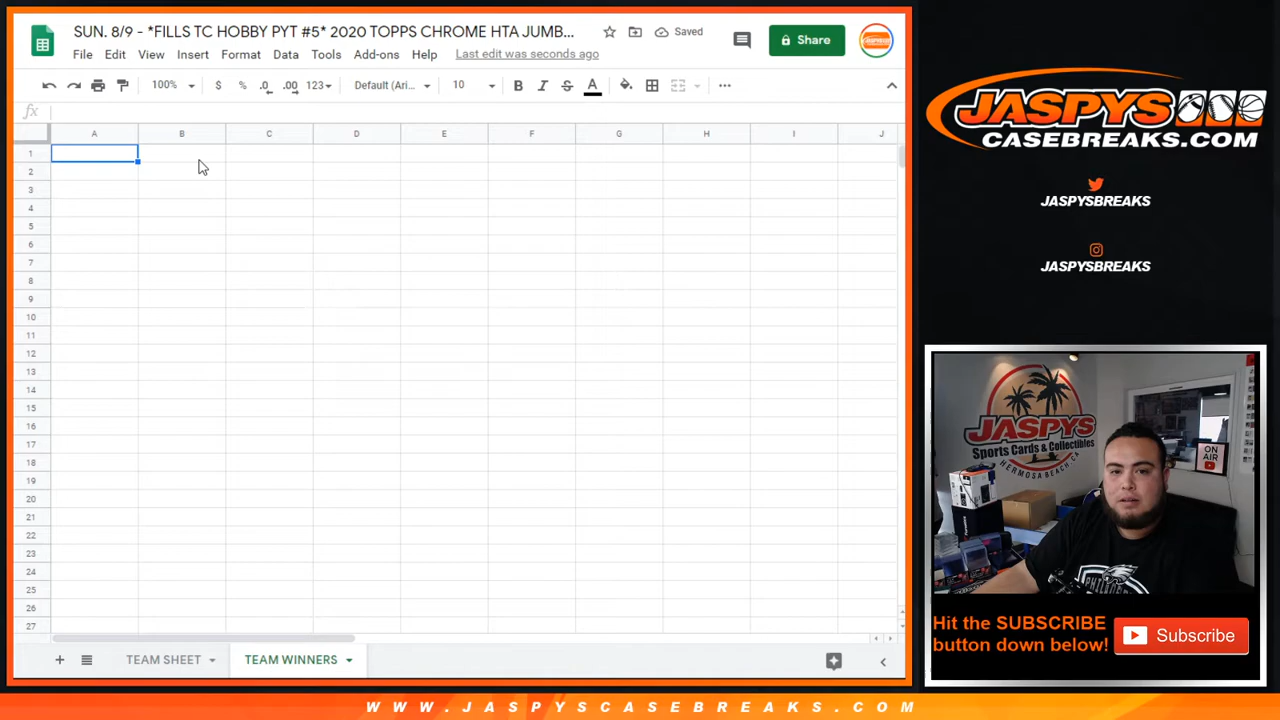 SUN. 8/9 - *FILLS TC HOBBY PYT #5* 2020 TOPPS CHROME HTA JUMB...
Saved
Share
File Edit View Insert Format Data Tools Add-ons Help Last edit was seconds ago
100% $ % .0 .00 123 Default (Ari... 10 B I S A
fx
A B C D E F G H I J
1
2
3
4
5
6
7
8
9
10
11
12
13
14
15
16
17
18
19
20
21
22
23
24
25
26
27
TEAM SHEET TEAM WINNERS
JASPYS
CASEBREAKS.COM
JASPYSBREAKS
JASPYSBREAKS
JASPYS
Sports Cards & Collectibles
HERMOSA BEACH, CA
ON
AIR
Hit the SUBSCRIBE
button down below!
Subscribe
WWW.JASPYSCASEBREAKS.COM